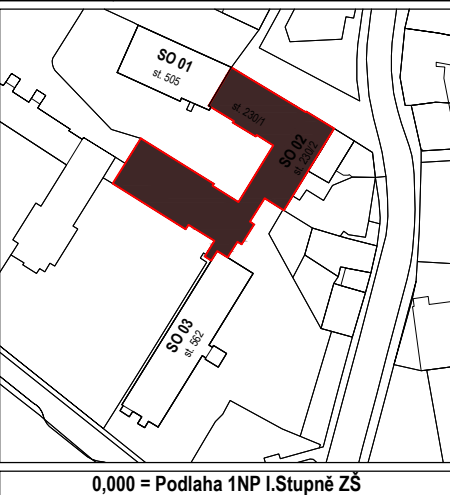 SO 01
st. 505
st. 230/1
SO 02
st. 230/2
SO 03
st. 562
0,000 = Podlaha 1NP I.Stupně ZŠ